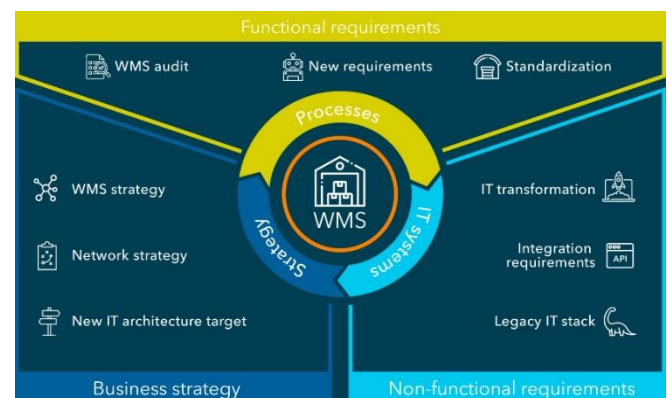 Functional requirements
WMS audit
New requirements
Standardization
Processes
WMS
Strategy
IT systems
WMS strategy
Network strategy
New IT architecture target
IT transformation
Integration
requirements
API
Legacy IT stack
Business strategy
Non-functional requirements